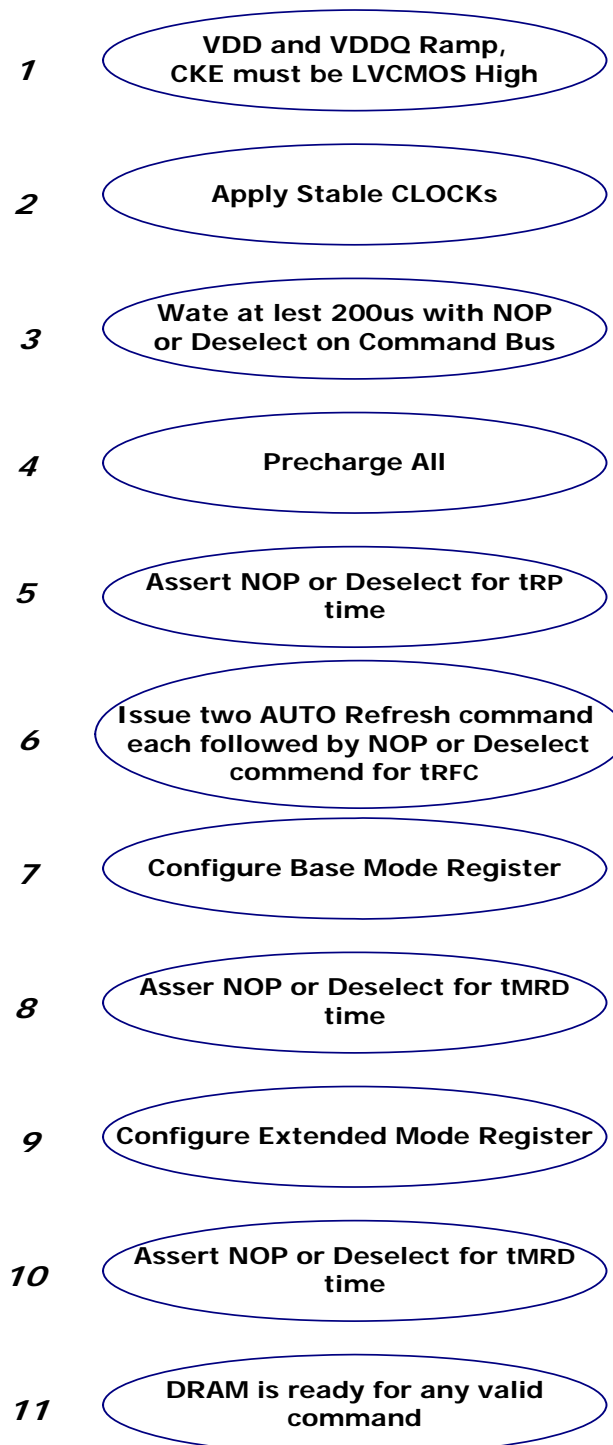 1
VDD and VDDQ Ramp,
CKE must be LVCMOS High
2
Apply Stable CLOCKs
3
Wate at lest 200us with NOP
or Deselect on Command Bus
4
Precharge All
5
Assert NOP or Deselect for tRP
time
6
Issue two AUTO Refresh command
each followed by NOP or Deselect
commend for tRFC
7
Configure Base Mode Register
8
Asser NOP or Deselect for tMRD
time
9
Configure Extended Mode Register
10
Assert NOP or Deselect for tMRD
time
11
DRAM is ready for any valid
command